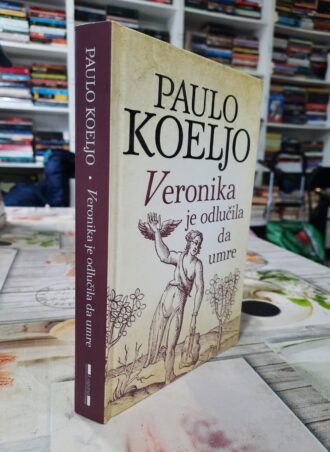 PAULO
KOELJO
Veronika
je odlučila
da
umre
PAULO KOELJO • Veronika je odlučila da umre